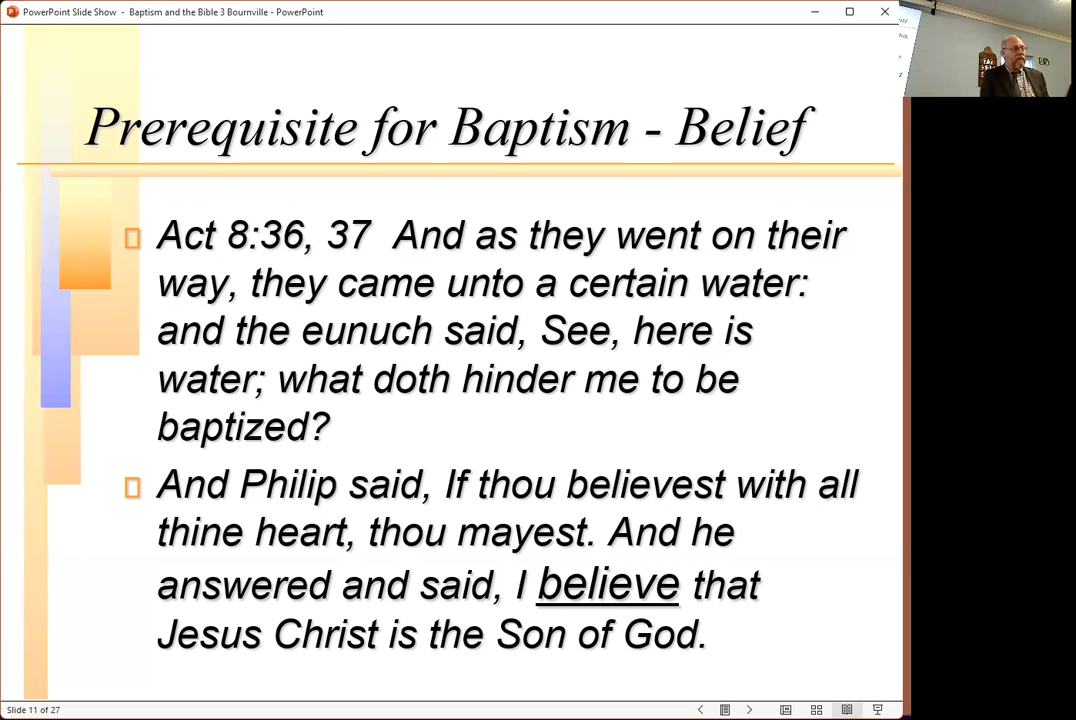 PowerPoint Slide Show - Baptism and the Bible 3 Bournville - PowerPoint
Prerequisite for Baptism - Belief
Act 8:36, 37 And as they went on their
way, they came unto a certain water:
and the eunuch said, See, here is
water; what doth hinder me to be
baptized?
And Philip said, If thou believest with all
thine heart, thou mayest. And he
answered and said, I believe that
Jesus Christ is the Son of God.
Slide 11 of 27